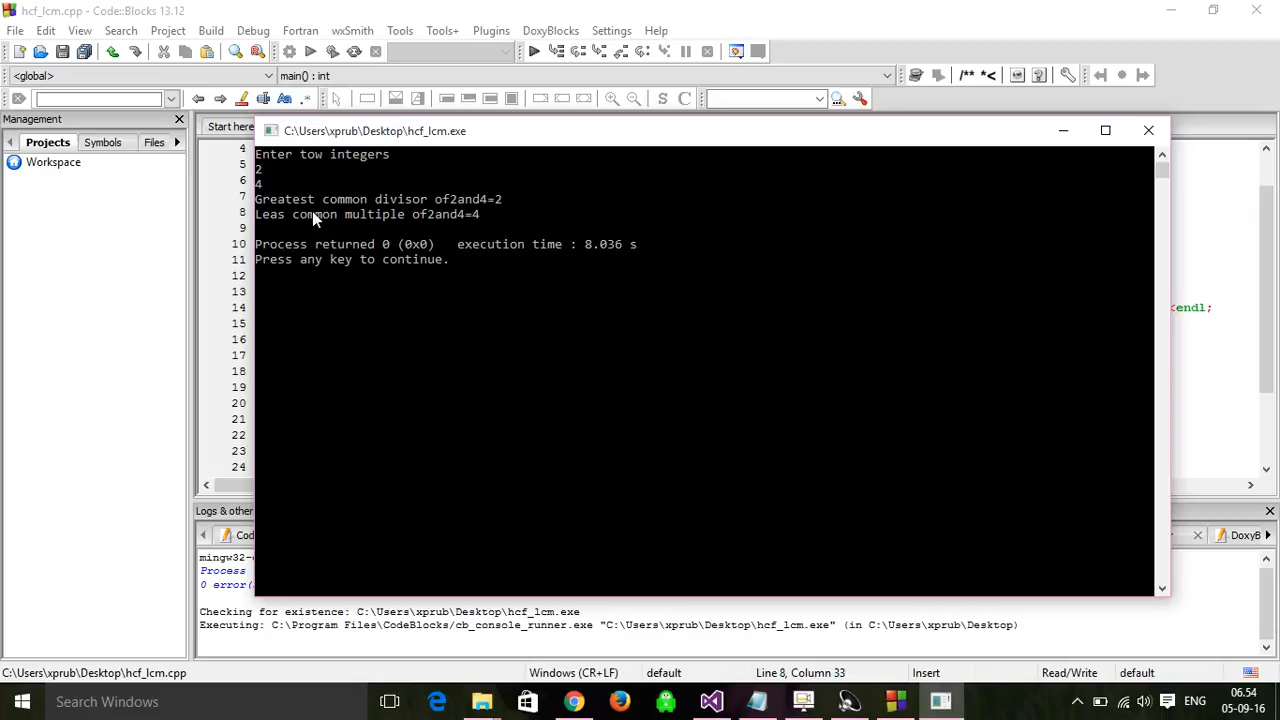 hcf_lcm.cpp - Code::Blocks 13.12
File Edit View Search Project Build Debug Fortran wxSmith Tools Tools+ Plugins DoxyBlocks Settings Help
<global> main() : int /** *<
S C
Management
Projects Symbols Files
Workspace
Start here
C:\Users\xprub\Desktop\hcf_lcm.exe
4
5
6
7
8
9
10
11
12
13
14
15
16
17
18
19
20
21
22
23
24
Enter tow integers
2
4
Greatest common divisor of2and4=2
Leas common multiple of2and4=4
Process returned 0 (0x0) execution time : 8.036 s
Press any key to continue.
<endl;
Logs & othe
Cod
DoxyB
mingw32-
Process
0 error(
Checking for existence: C:\Users\xprub\Desktop\hcf_lcm.exe
Executing: C:\Program Files\CodeBlocks/cb_console_runner.exe "C:\Users\xprub\Desktop\hcf_lcm.exe" (in C:\Users\xprub\Desktop)
C:\Users\xprub\Desktop\hcf_lcm.cpp Windows (CR+LF) default Line 8, Column 33 Insert Read/Write default
Search Windows
ENG
06.54
05-09-16